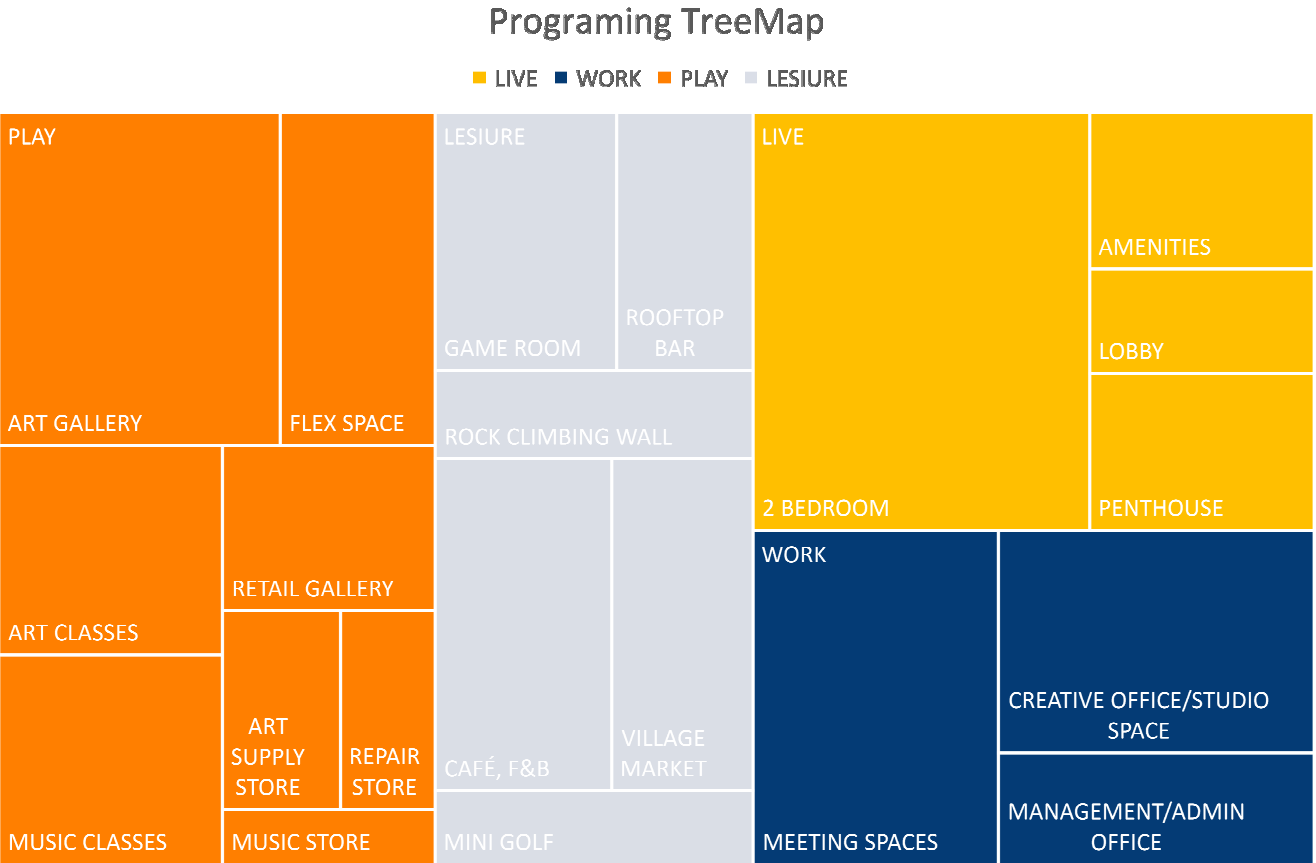 Programing TreeMap
LIVE WORK PLAY LESIURE
PLAY
ART GALLERY
FLEX SPACE
ART CLASSES
RETAIL GALLERY
MUSIC CLASSES
ART
SUPPLY
STORE
REPAIR
STORE
MUSIC STORE
LESIURE
GAME ROOM
ROOFTOP
BAR
ROCK CLIMBING WALL
CAFÉ, F&B
VILLAGE
MARKET
MINI GOLF
LIVE
2 BEDROOM
AMENITIES
LOBBY
PENTHOUSE
WORK
MEETING SPACES
CREATIVE OFFICE/STUDIO
SPACE
MANAGEMENT/ADMIN
OFFICE